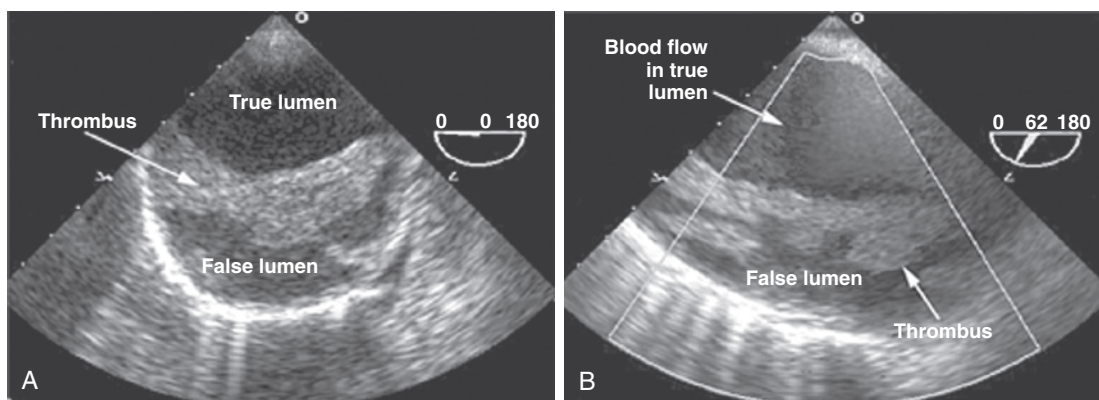 True lumen
Thrombus
0 0 180
False lumen
A
Blood flow
in true
lumen
0 62 180
False lumen
Thrombus
B